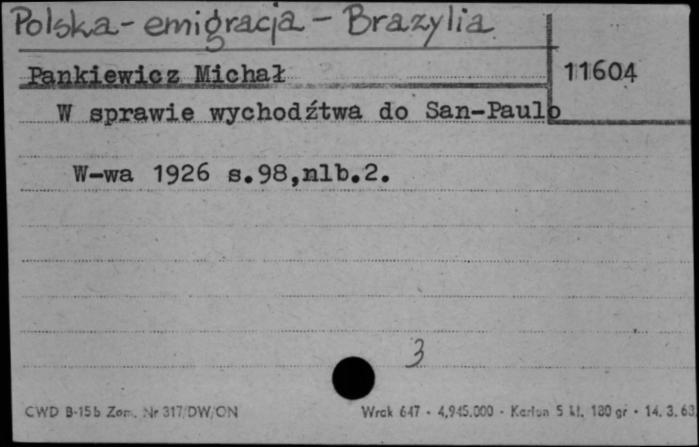 Polska - emigracja - Brazylia
Pankiewicz Michał
11604
W sprawie wychodźtwa do San-Paulo
W-wa 1926 s.98,nlb.2.
3
CWD B-15b Zam. Nr 317/DW/ON
Wrak 647 - 4,945.000 - Karton 5 kl. 180 gr - 14. 3. 63